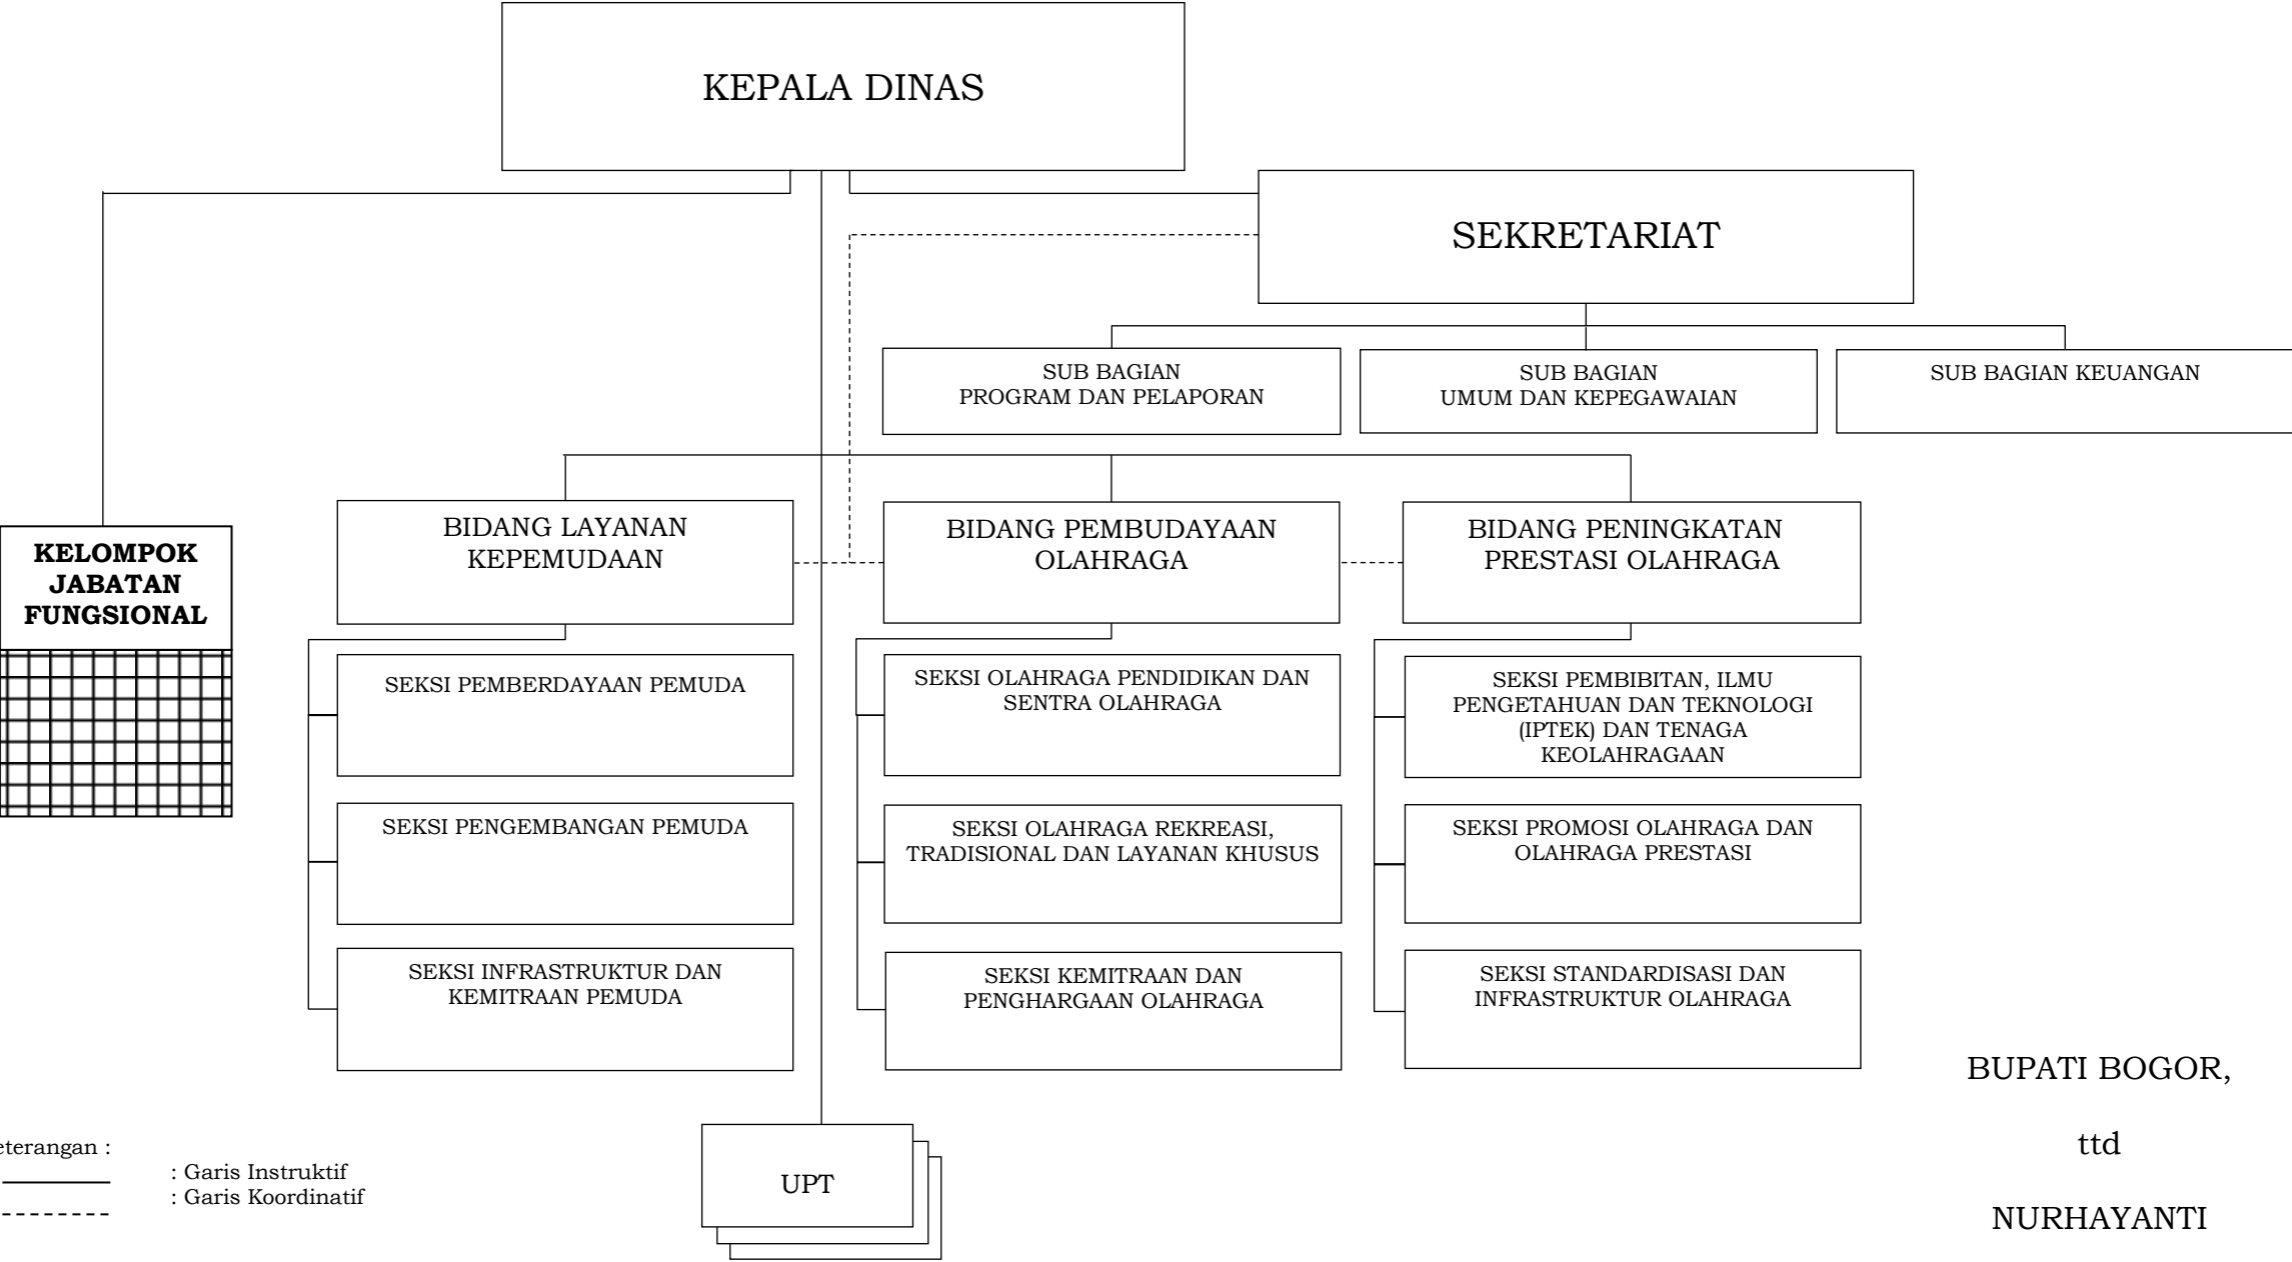 KEPALA DINAS
SEKRETARIAT
SUB BAGIAN
PROGRAM DAN PELAPORAN
SUB BAGIAN
UMUM DAN KEPEGAWAIAN
SUB BAGIAN KEUANGAN
KELOMPOK
JABATAN
FUNGSIONAL
BIDANG LAYANAN
KEPEMUDAAN
BIDANG PEMBUDAYAAN
OLAHRAGA
BIDANG PENINGKATAN
PRESTASI OLAHRAGA
SEKSI PEMBERDAYAAN PEMUDA
SEKSI OLAHRAGA PENDIDIKAN DAN
SENTRA OLAHRAGA
SEKSI PEMBIBITAN, ILMU
PENGETAHUAN DAN TEKNOLOGI
(IPTEK) DAN TENAGA
KEOLAHRAGAAN
SEKSI PENGEMBANGAN PEMUDA
SEKSI OLAHRAGA REKREASI,
TRADISIONAL DAN LAYANAN KHUSUS
SEKSI PROMOSI OLAHRAGA DAN
OLAHRAGA PRESTASI
SEKSI INFRASTRUKTUR DAN
KEMITRAAN PEMUDA
SEKSI KEMITRAAN DAN
PENGHARGAAN OLAHRAGA
SEKSI STANDARDISASI DAN
INFRASTRUKTUR OLAHRAGA
UPT
eterangan :
: Garis Instruktif
: Garis Koordinatif
BUPATI BOGOR,
ttd
NURHAYANTI